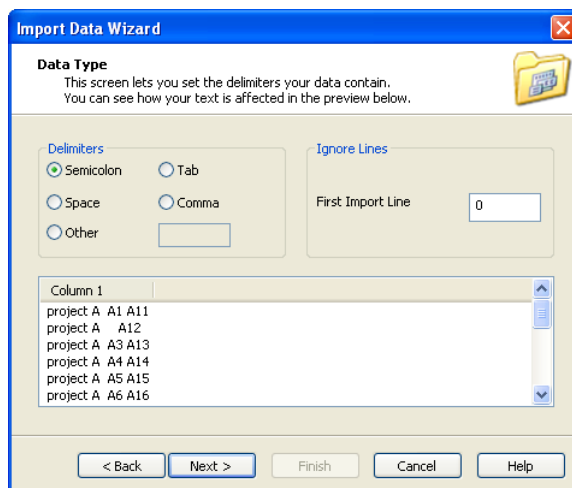 Import Data Wizard
Data Type
This screen lets you set the delimiters your data contain.
You can see how your text is affected in the preview below.
Delimiters
Semicolon
Tab
Space
Comma
Other
Ignore Lines
First Import Line
0
Column 1
project A  A1 A11
project A     A12
project A  A3 A13
project A  A4 A14
project A  A5 A15
project A  A6 A16
< Back
Next >
Finish
Cancel
Help